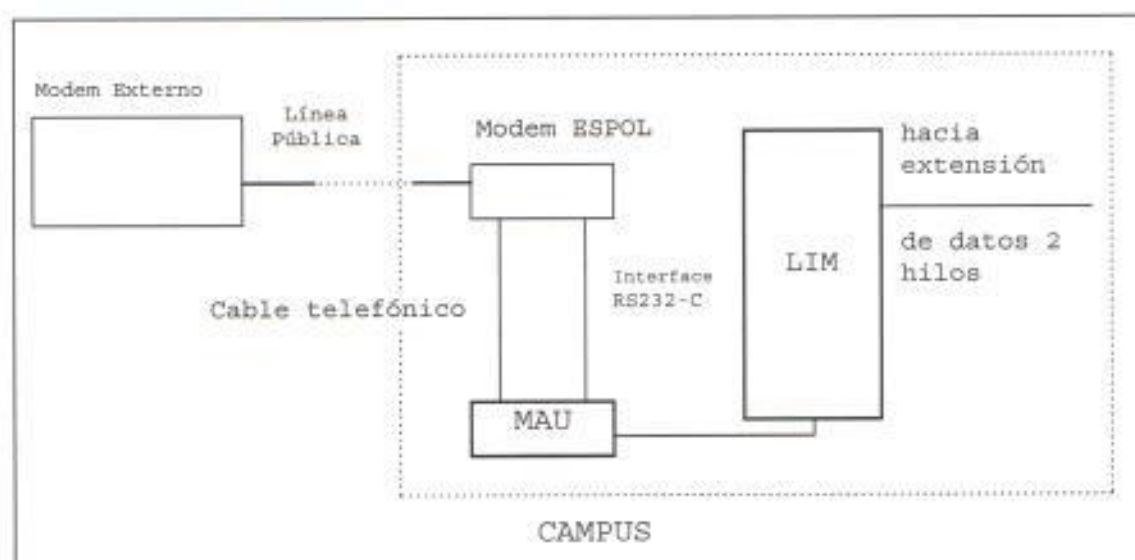 Modem Externo
Línea
Pública
Modem ESPOL
hacia
extensión
de datos 2
hilos
LIM
Interface
RS232-C
Cable telefónico
MAU
CAMPUS